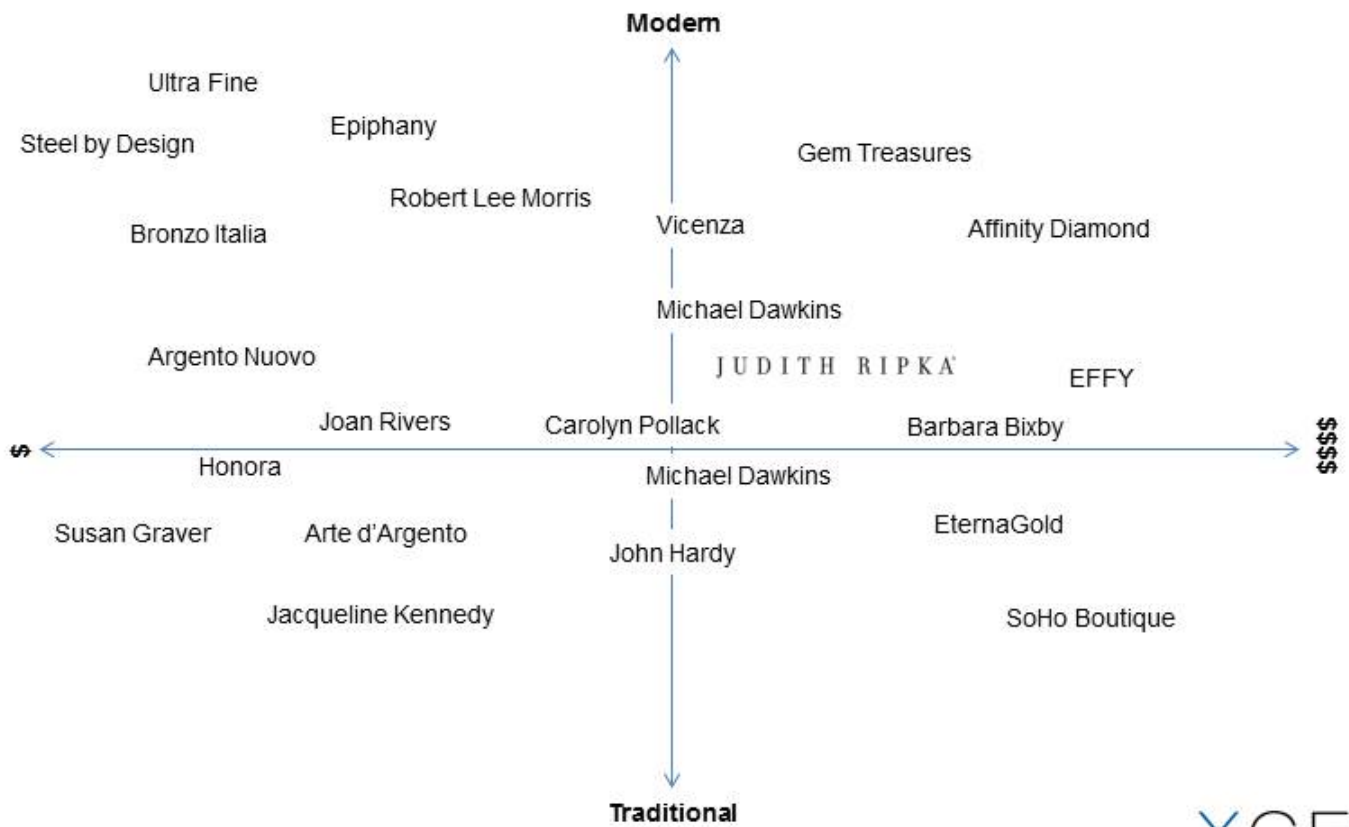 Modern
Ultra Fine
Epiphany
Steel by Design
Gem Treasures
Robert Lee Morris
Vicenza
Affinity Diamond
Bronzo Italia
Michael Dawkins
Argento Nuovo
JUDITH RIPKA
EFFY
Joan Rivers
Carolyn Pollack
Barbara Bixby
$
$$$$
Honora
Michael Dawkins
Susan Graver
Arte d'Argento
EternaGold
John Hardy
Jacqueline Kennedy
SoHo Boutique
Traditional